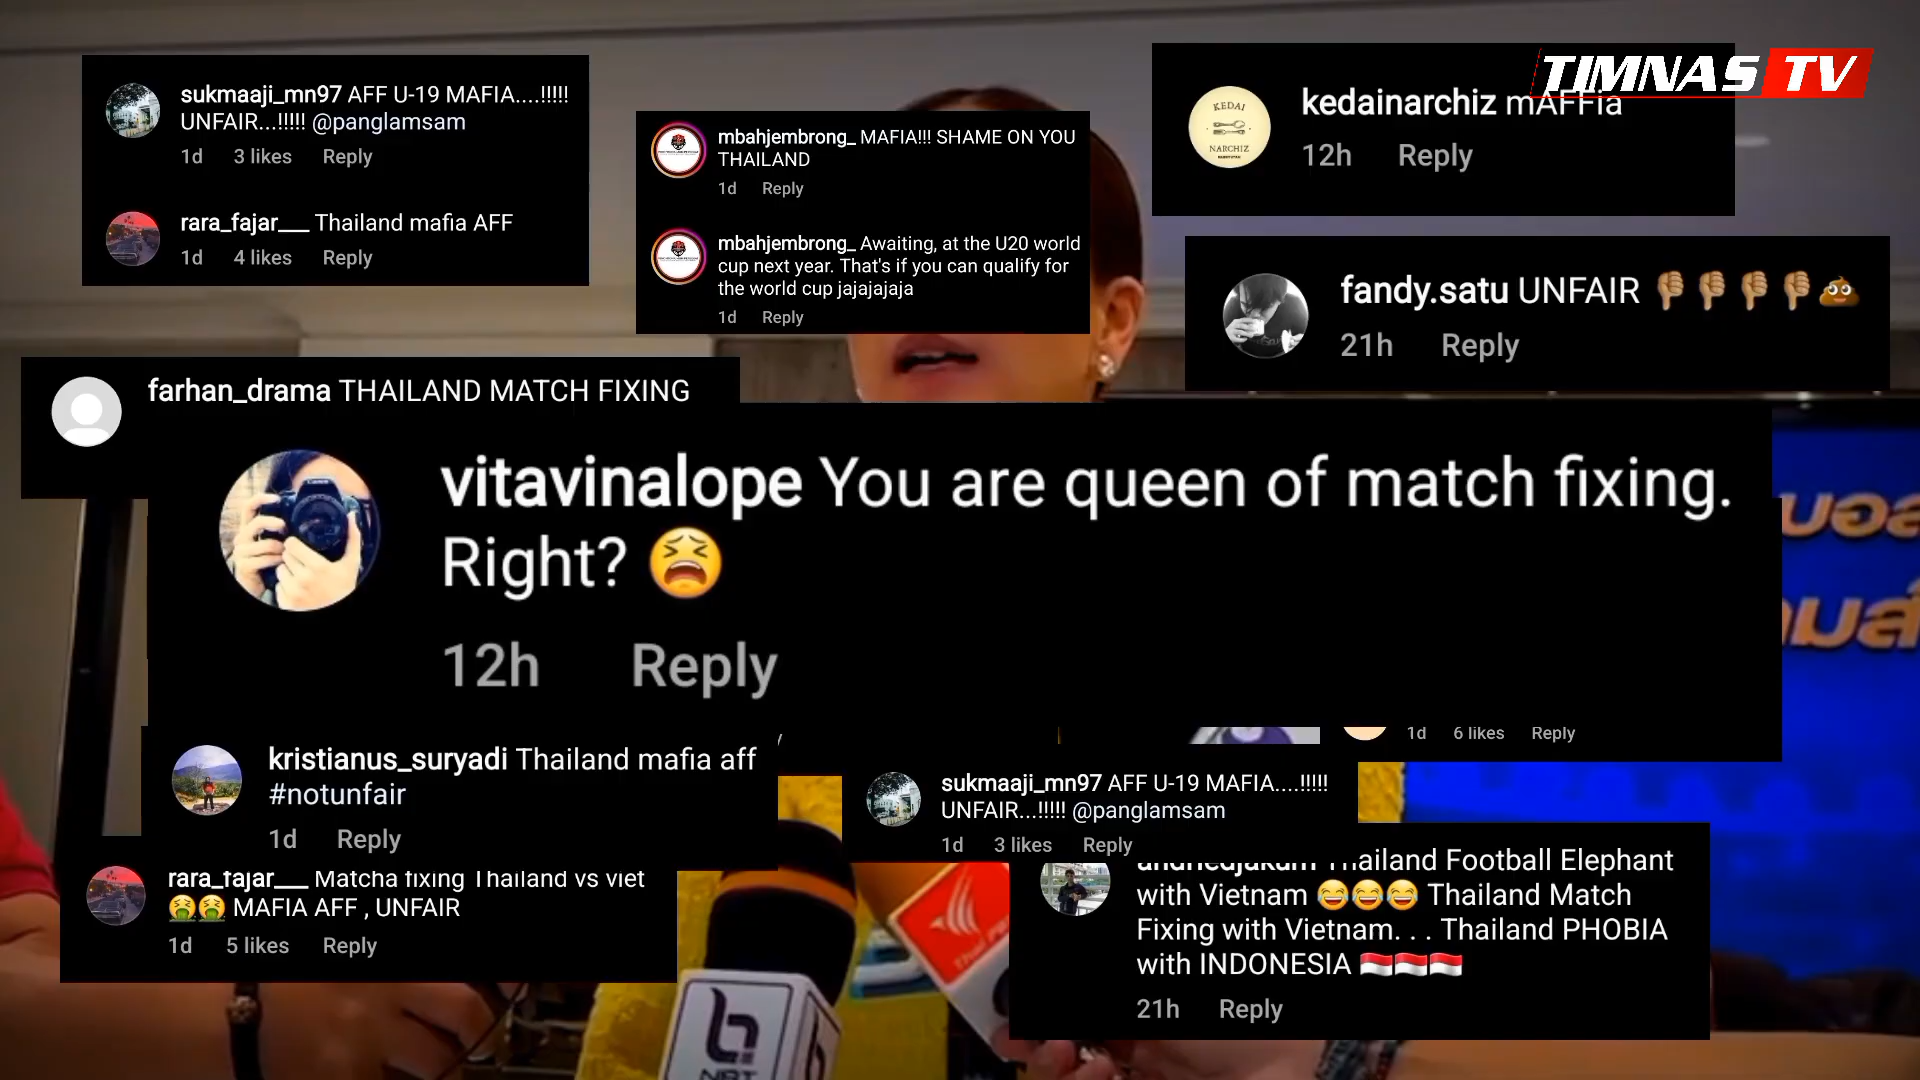 TIMNAS TV
sukmaaji_mn97 AFF U-19 MAFIA....!!!!!
UNFAIR...!!!!! @panglamsam
1d 3 likes Reply
rara_fajar___ Thailand mafia AFF
1d 4 likes Reply
mbahjembrong_ MAFIA!!! SHAME ON YOU
THAILAND
1d Reply
mbahjembrong_ Awaiting, at the U20 world
cup next year. That's if you can qualify for
the world cup jajajajaja
1d Reply
kedainarchiz mAFFia
12h Reply
KEDAI
NARCHIZ
fandy.satu UNFAIR 👎🏽👎🏽👎🏽👎🏽💩
21h Reply
farhan_drama THAILAND MATCH FIXING
vitavinalope You are queen of match fixing.
Right? 😫
12h Reply
1d 6 likes Reply
kristianus_suryadi Thailand mafia aff
#notunfair
1d Reply
sukmaaji_mn97 AFF U-19 MAFIA....!!!!!
UNFAIR...!!!!! @panglamsam
1d 3 likes Reply
rara_fajar___ Matcha fixing Thailand vs viet
🤮🤮 MAFIA AFF , UNFAIR
1d 5 likes Reply
Thailand Football Elephant
with Vietnam 😂😂😂 Thailand Match
Fixing with Vietnam. . . Thailand PHOBIA
with INDONESIA 🇮🇩🇮🇩🇮🇩
21h Reply
NBT